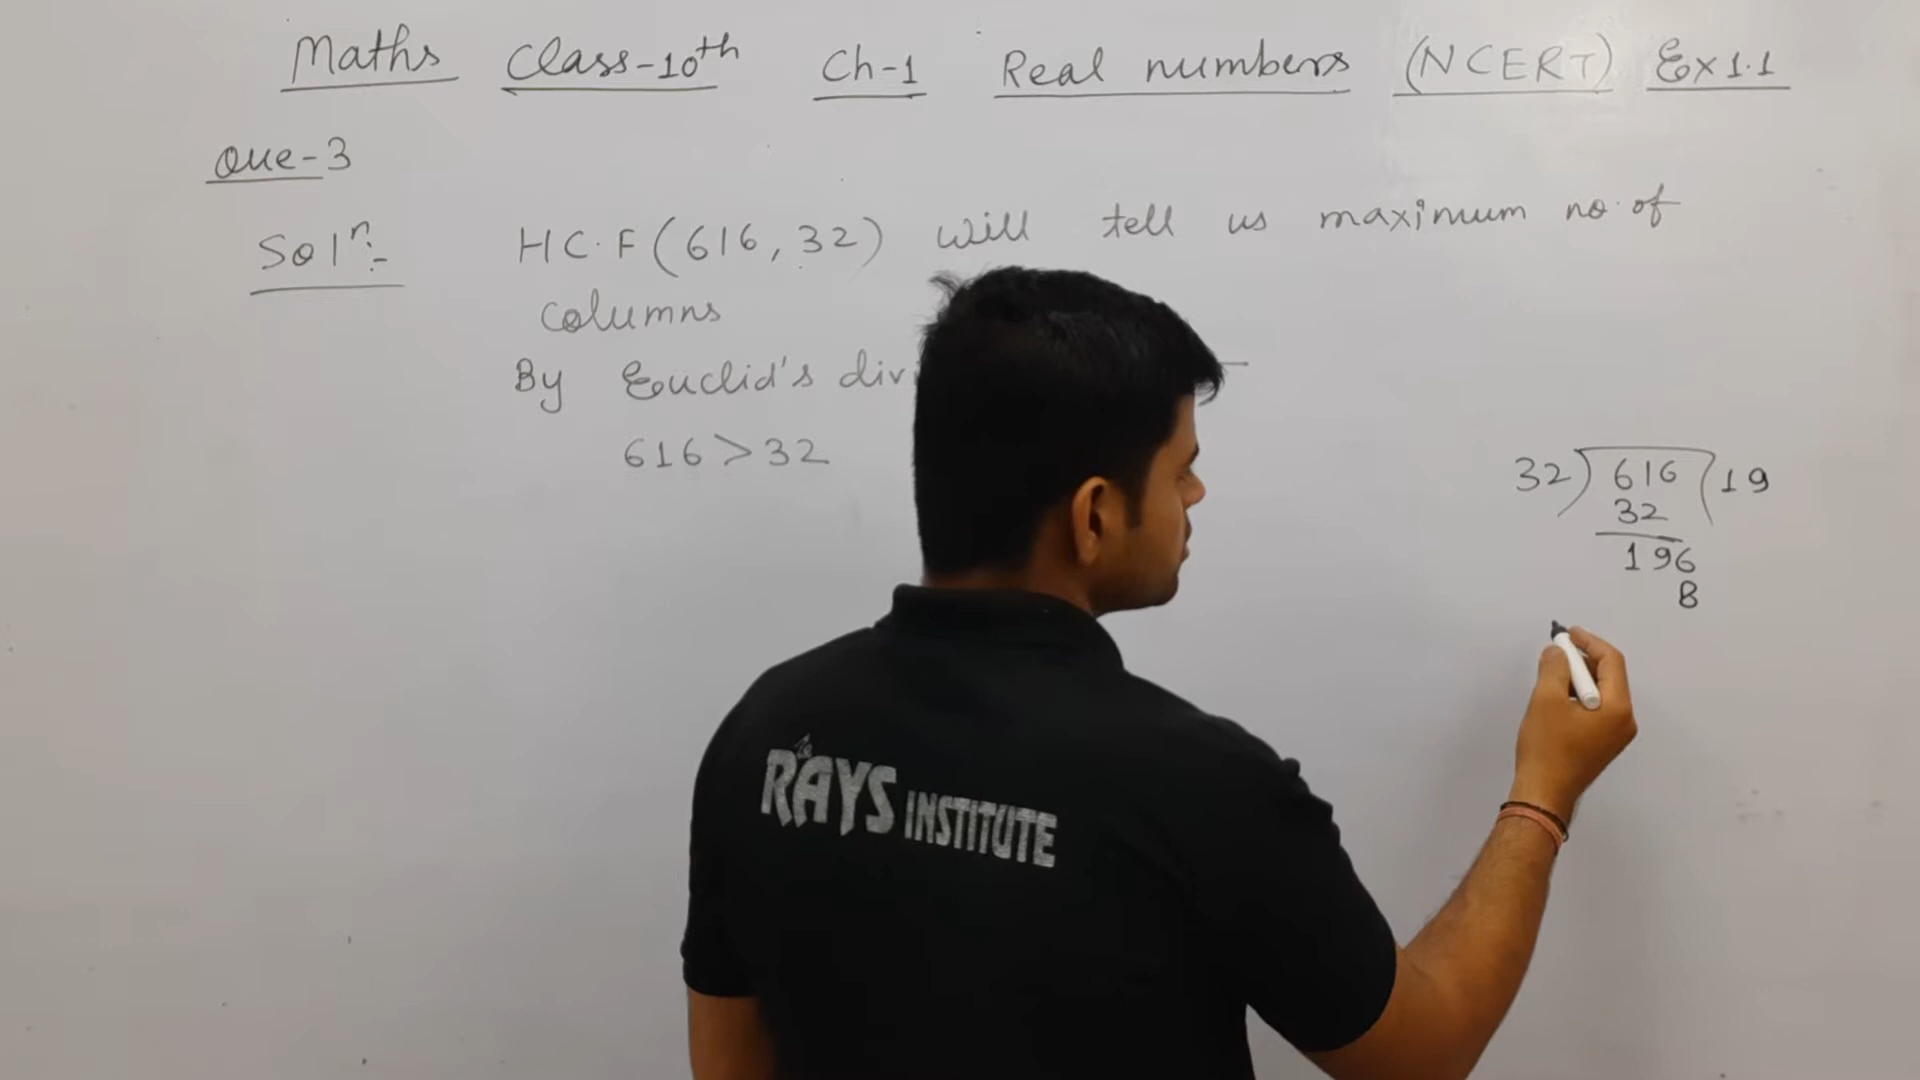 Maths Class-10th Ch-1 Real numbers (NCERT) Ex 1.1
Que-3
Soln:- H C.F (616, 32) will tell us maximum no. of
columns
By Euclid's
616 > 32
32) 616 (19
32
196
8
RAYS INSTITUTE